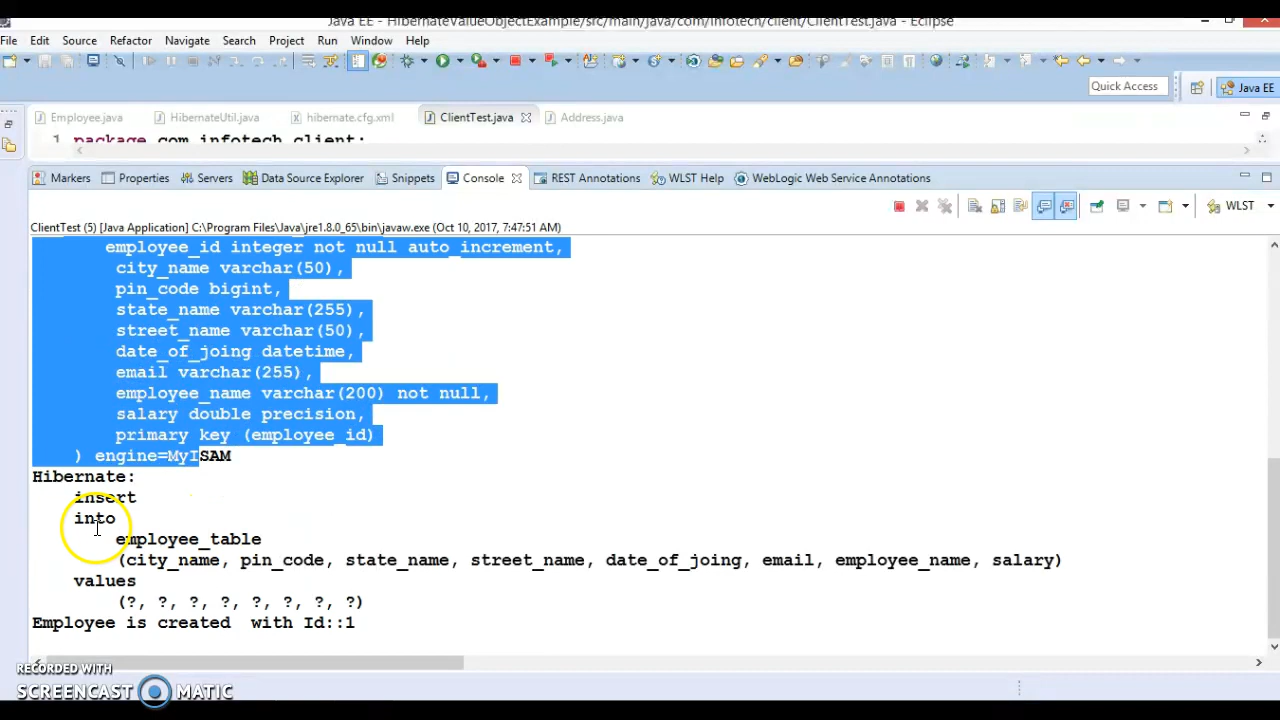 Java EE - HibernateValueObjectExample/src/main/java/com/infotech/client/ClientTest.java - Eclipse
File Edit Source Refactor Navigate Search Project Run Window Help
Quick Access
Java EE
Employee.java HibernateUtil.java hibernate.cfg.xml ClientTest.java Address.java
1 package com.infotech.client;
Markers Properties Servers Data Source Explorer Snippets Console REST Annotations WLST Help WebLogic Web Service Annotations
WLST
ClientTest (5) [Java Application] C:\Program Files\Java\jre1.8.0_65\bin\javaw.exe (Oct 10, 2017, 7:47:51 AM)
employee_id integer not null auto_increment,
city_name varchar(50),
pin_code bigint,
state_name varchar(255),
street_name varchar(50),
date_of_joing datetime,
email varchar(255),
employee_name varchar(200) not null,
salary double precision,
primary key (employee_id)
) engine=MyISAM
Hibernate:
insert
into
employee_table
(city_name, pin_code, state_name, street_name, date_of_joing, email, employee_name, salary)
values
(?, ?, ?, ?, ?, ?, ?, ?)
Employee is created with Id::1
RECORDED WITH
SCREENCAST MATIC